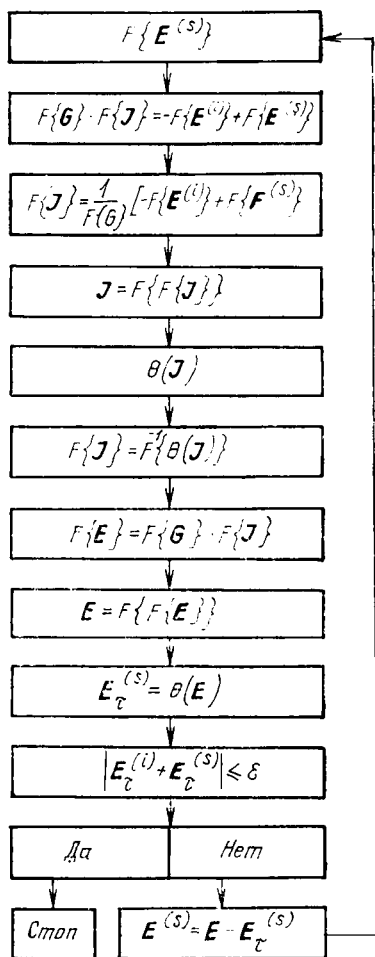 F{E^(s)}
F{G} · F{J} = -F{E^(i)} + F{E^(s)}
F{J} = 1/F{G} [-F{E^(i)} + F{F^(s)}
J = F{F{J}}
θ(J)
F{J} = F^-1{θ(J)}
F{E} = F{G} · F{J}
E = F{F{E}}
E_τ^(s) = θ(E)
|E_τ^(i) + E_τ^(s)| ≤ ε
Да Нет
Стоп E^(s) = E - E_τ^(s)